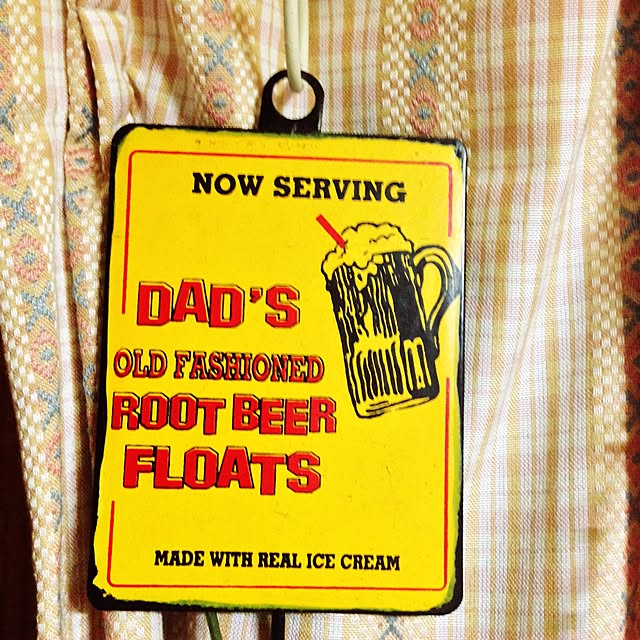 NOW SERVING
DAD'S
OLD FASHIONED
ROOT BEER
FLOATS
MADE WITH REAL ICE CREAM